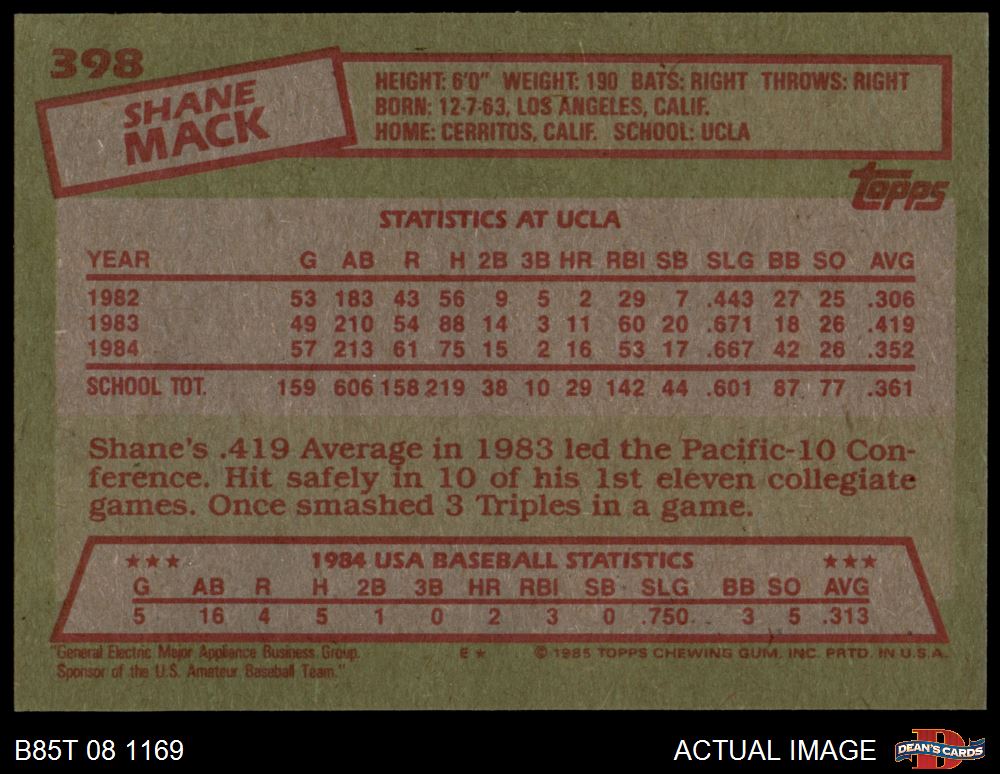 398
SHANE
MACK
HEIGHT: 6'0" WEIGHT: 190 BATS: RIGHT THROWS: RIGHT
BORN: 12-7-63, LOS ANGELES, CALIF.
HOME: CERRITOS, CALIF. SCHOOL: UCLA
topps
STATISTICS AT UCLA
YEAR G AB R H 2B 3B HR RBI SB SLG BB SO AVG
1982 53 183 43 56 9 5 2 29 7 .443 27 25 .306
1983 49 210 54 88 14 3 11 60 20 .671 18 26 .419
1984 57 213 61 75 15 2 16 53 17 .667 42 26 .352
SCHOOL TOT. 159 606 158 219 38 10 29 142 44 .601 87 77 .361
Shane's .419 Average in 1983 led the Pacific-10 Con-
ference. Hit safely in 10 of his 1st eleven collegiate
games. Once smashed 3 Triples in a game.
★★★ 1984 USA BASEBALL STATISTICS ★★★
G AB R H 2B 3B HR RBI SB SLG BB SO AVG
5 16 4 5 1 0 2 3 0 .750 3 5 .313
"General Electric Major Appliance Business Group.
Sponsor of the U.S. Amateur Baseball Team."
E★ © 1985 TOPPS CHEWING GUM, INC. PRTD. IN U.S.A.
B85T 08 1169 ACTUAL IMAGE DEAN'S CARDS